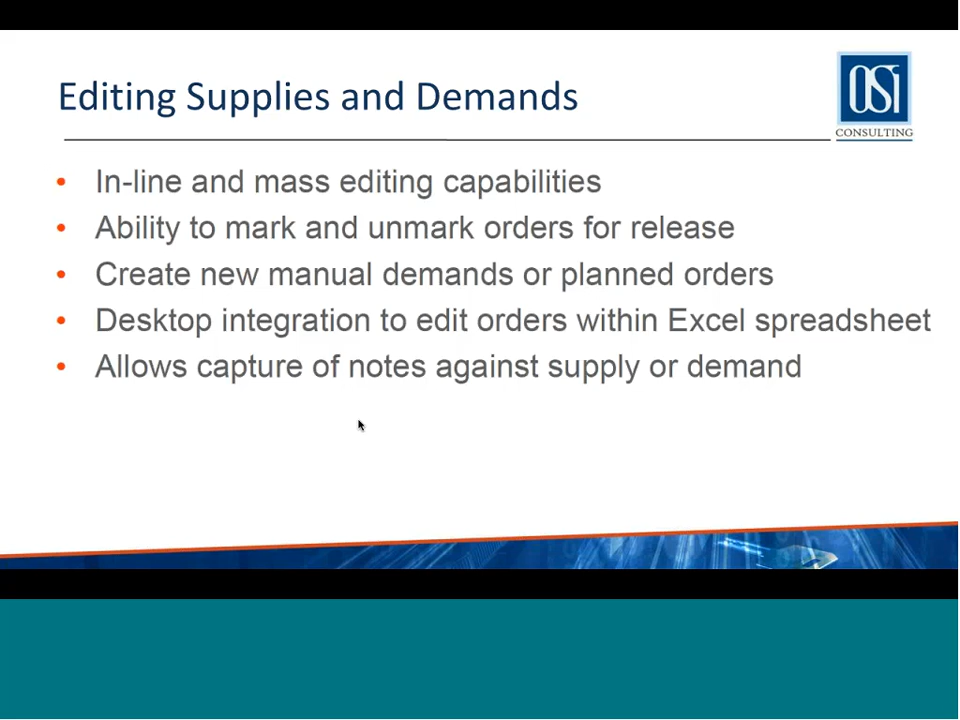 Editing Supplies and Demands
OSi
CONSULTING
• In-line and mass editing capabilities
• Ability to mark and unmark orders for release
• Create new manual demands or planned orders
• Desktop integration to edit orders within Excel spreadsheet
• Allows capture of notes against supply or demand